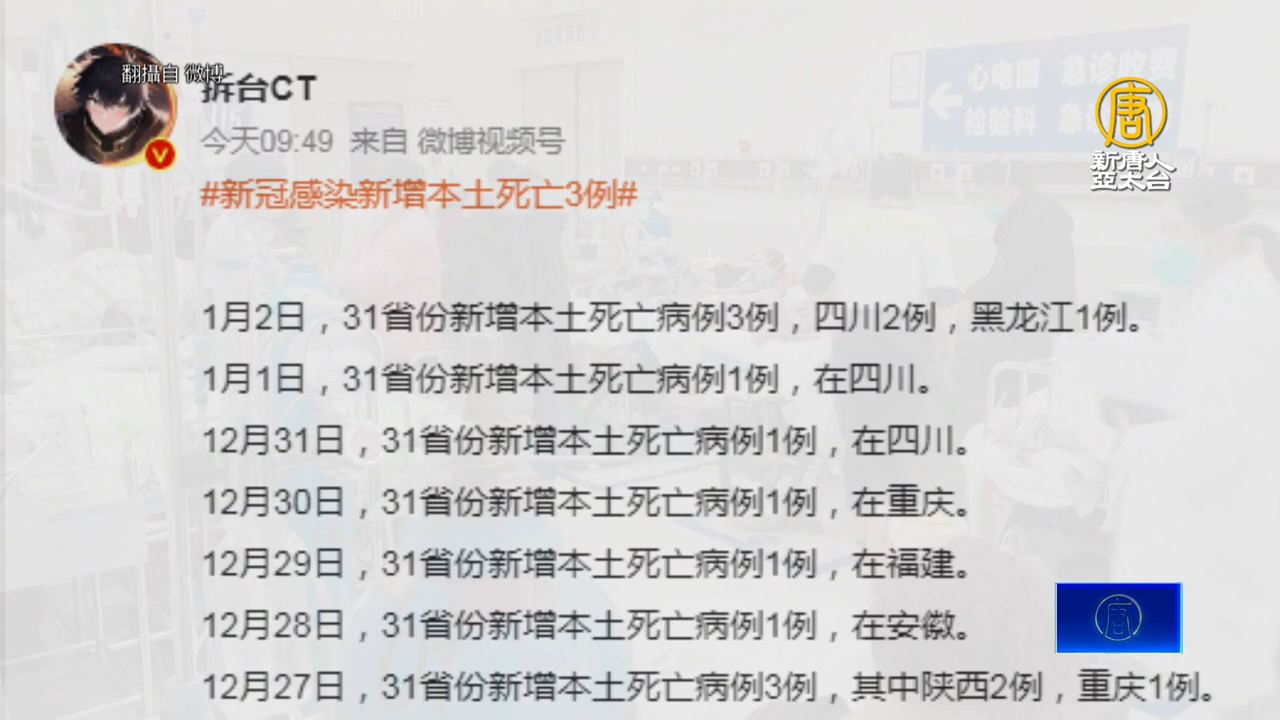 翻攝自 微博
拆台CT
今天09:49 来自 微博视频号
#新冠感染新增本土死亡3例#
1月2日，31省份新增本土死亡病例3例，四川2例，黑龙江1例。
1月1日，31省份新增本土死亡病例1例，在四川。
12月31日，31省份新增本土死亡病例1例，在四川。
12月30日，31省份新增本土死亡病例1例，在重庆。
12月29日，31省份新增本土死亡病例1例，在福建。
12月28日，31省份新增本土死亡病例1例，在安徽。
12月27日，31省份新增本土死亡病例3例，其中陕西2例，重庆1例。
心电图 急诊收费
检验科 急
唐
新唐人
亞太台
唐